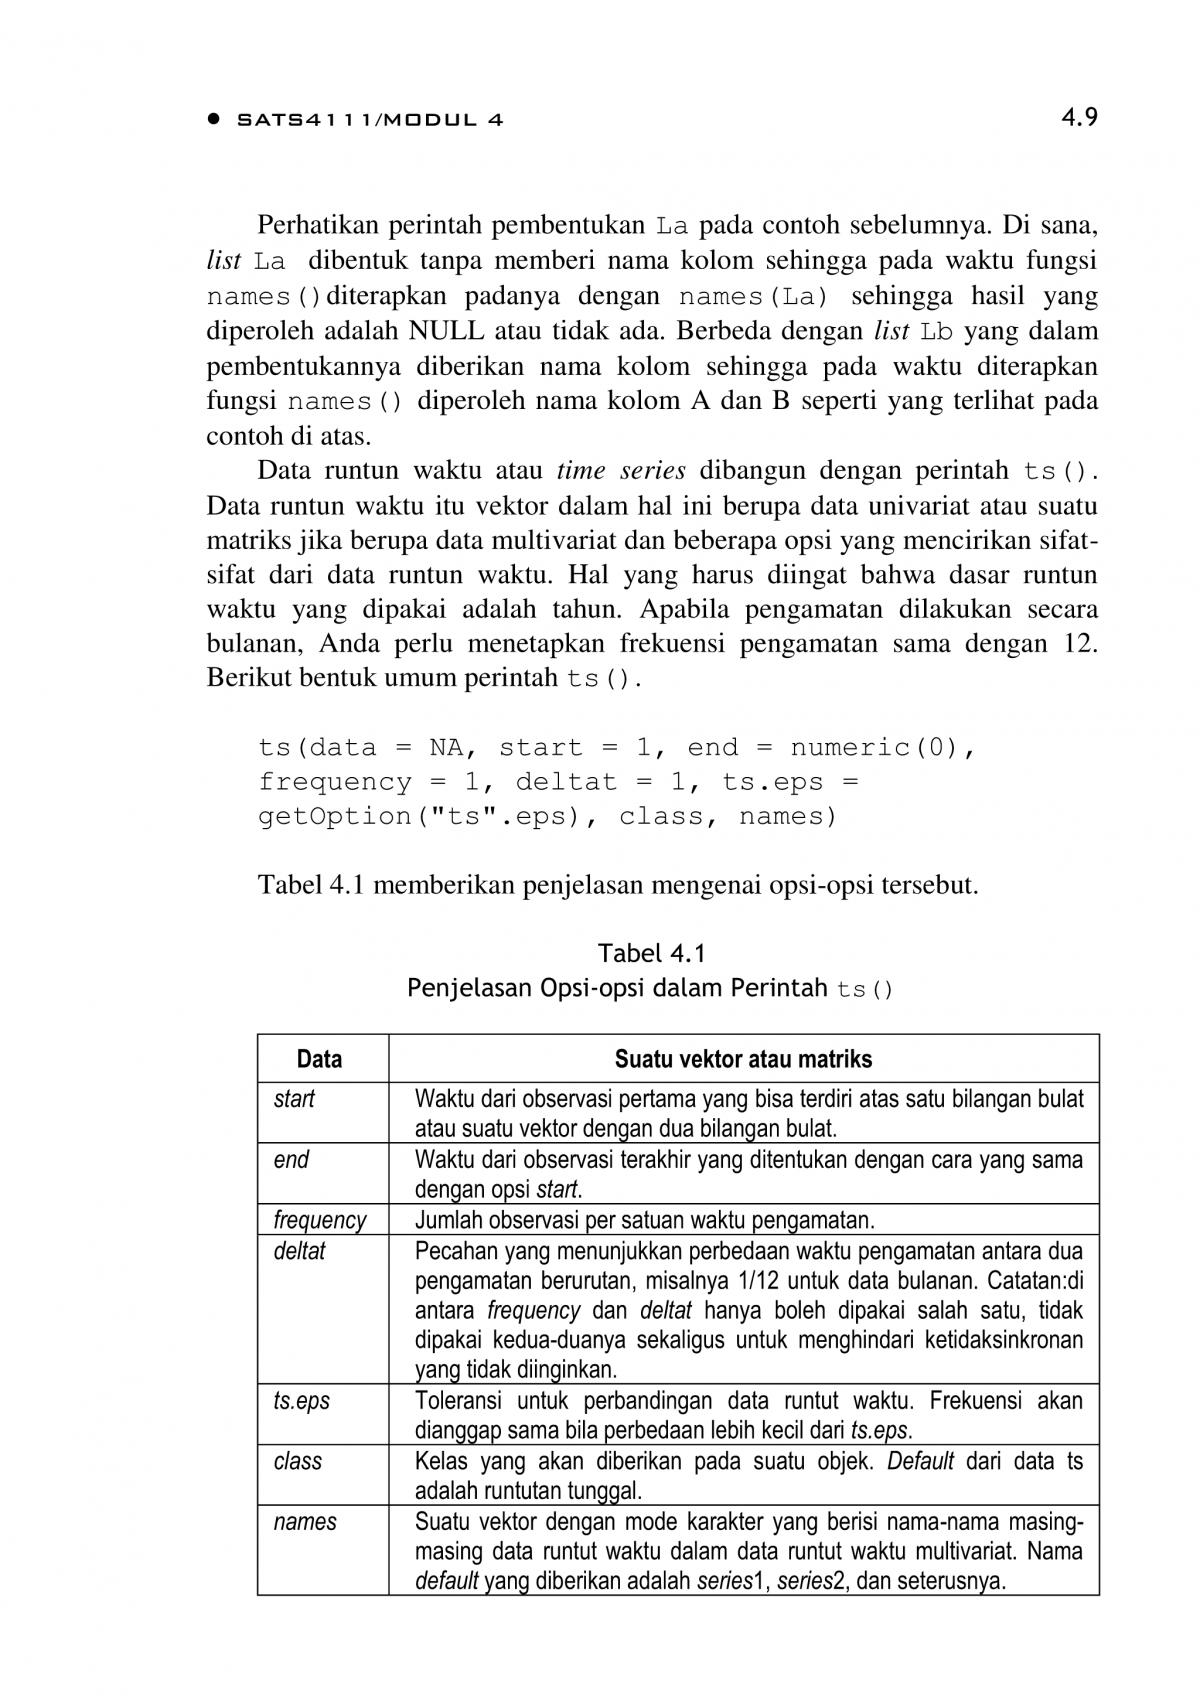 ● SATS4111/MODUL 4 4.9
Perhatikan perintah pembentukan La pada contoh sebelumnya. Di sana,
list La dibentuk tanpa memberi nama kolom sehingga pada waktu fungsi
names()diterapkan padanya dengan names(La) sehingga hasil yang
diperoleh adalah NULL atau tidak ada. Berbeda dengan list Lb yang dalam
pembentukannya diberikan nama kolom sehingga pada waktu diterapkan
fungsi names() diperoleh nama kolom A dan B seperti yang terlihat pada
contoh di atas.
Data runtun waktu atau time series dibangun dengan perintah ts().
Data runtun waktu itu vektor dalam hal ini berupa data univariat atau suatu
matriks jika berupa data multivariat dan beberapa opsi yang mencirikan sifat-
sifat dari data runtun waktu. Hal yang harus diingat bahwa dasar runtun
waktu yang dipakai adalah tahun. Apabila pengamatan dilakukan secara
bulanan, Anda perlu menetapkan frekuensi pengamatan sama dengan 12.
Berikut bentuk umum perintah ts().
ts(data = NA, start = 1, end = numeric(0),
frequency = 1, deltat = 1, ts.eps =
getOption("ts".eps), class, names)
Tabel 4.1 memberikan penjelasan mengenai opsi-opsi tersebut.
Tabel 4.1
Penjelasan Opsi-opsi dalam Perintah ts()
Data Suatu vektor atau matriks
start Waktu dari observasi pertama yang bisa terdiri atas satu bilangan bulat
atau suatu vektor dengan dua bilangan bulat.
end Waktu dari observasi terakhir yang ditentukan dengan cara yang sama
dengan opsi start.
frequency Jumlah observasi per satuan waktu pengamatan.
deltat Pecahan yang menunjukkan perbedaan waktu pengamatan antara dua
pengamatan berurutan, misalnya 1/12 untuk data bulanan. Catatan:di
antara frequency dan deltat hanya boleh dipakai salah satu, tidak
dipakai kedua-duanya sekaligus untuk menghindari ketidaksinkronan
yang tidak diinginkan.
ts.eps Toleransi untuk perbandingan data runtut waktu. Frekuensi akan
dianggap sama bila perbedaan lebih kecil dari ts.eps.
class Kelas yang akan diberikan pada suatu objek. Default dari data ts
adalah runtutan tunggal.
names Suatu vektor dengan mode karakter yang berisi nama-nama masing-
masing data runtut waktu dalam data runtut waktu multivariat. Nama
default yang diberikan adalah series1, series2, dan seterusnya.